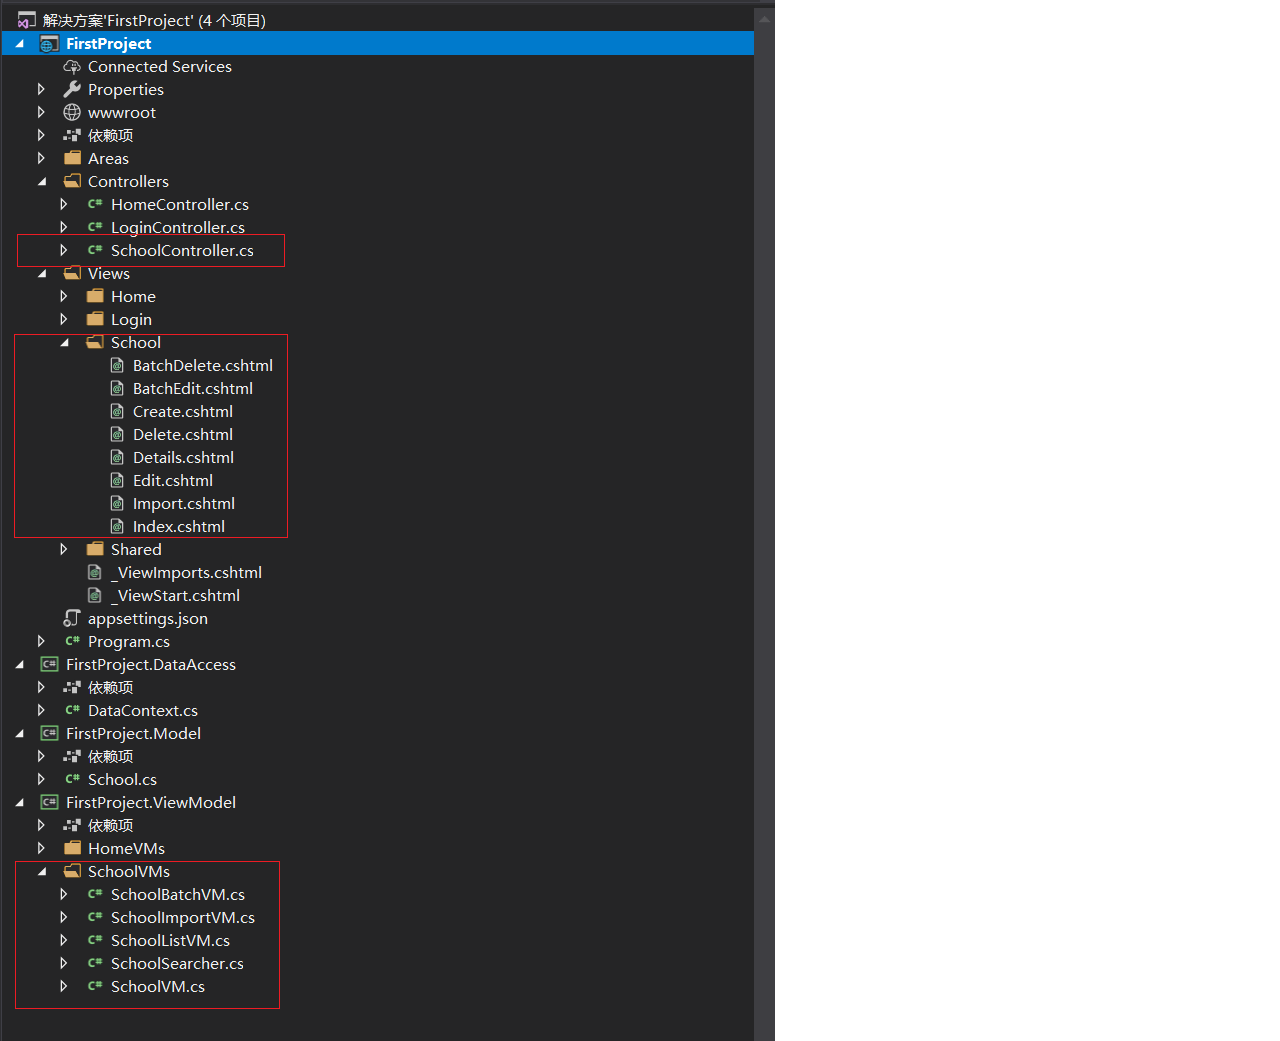 解决方案'FirstProject' (4 个项目)
FirstProject
Connected Services
Properties
wwwroot
依赖项
Areas
Controllers
C# HomeController.cs
C# LoginController.cs
C# SchoolController.cs
Views
Home
Login
School
BatchDelete.cshtml
BatchEdit.cshtml
Create.cshtml
Delete.cshtml
Details.cshtml
Edit.cshtml
Import.cshtml
Index.cshtml
Shared
_ViewImports.cshtml
_ViewStart.cshtml
appsettings.json
C# Program.cs
C# FirstProject.DataAccess
依赖项
C# DataContext.cs
C# FirstProject.Model
依赖项
C# School.cs
C# FirstProject.ViewModel
依赖项
HomeVMs
SchoolVMs
C# SchoolBatchVM.cs
C# SchoolImportVM.cs
C# SchoolListVM.cs
C# SchoolSearcher.cs
C# SchoolVM.cs